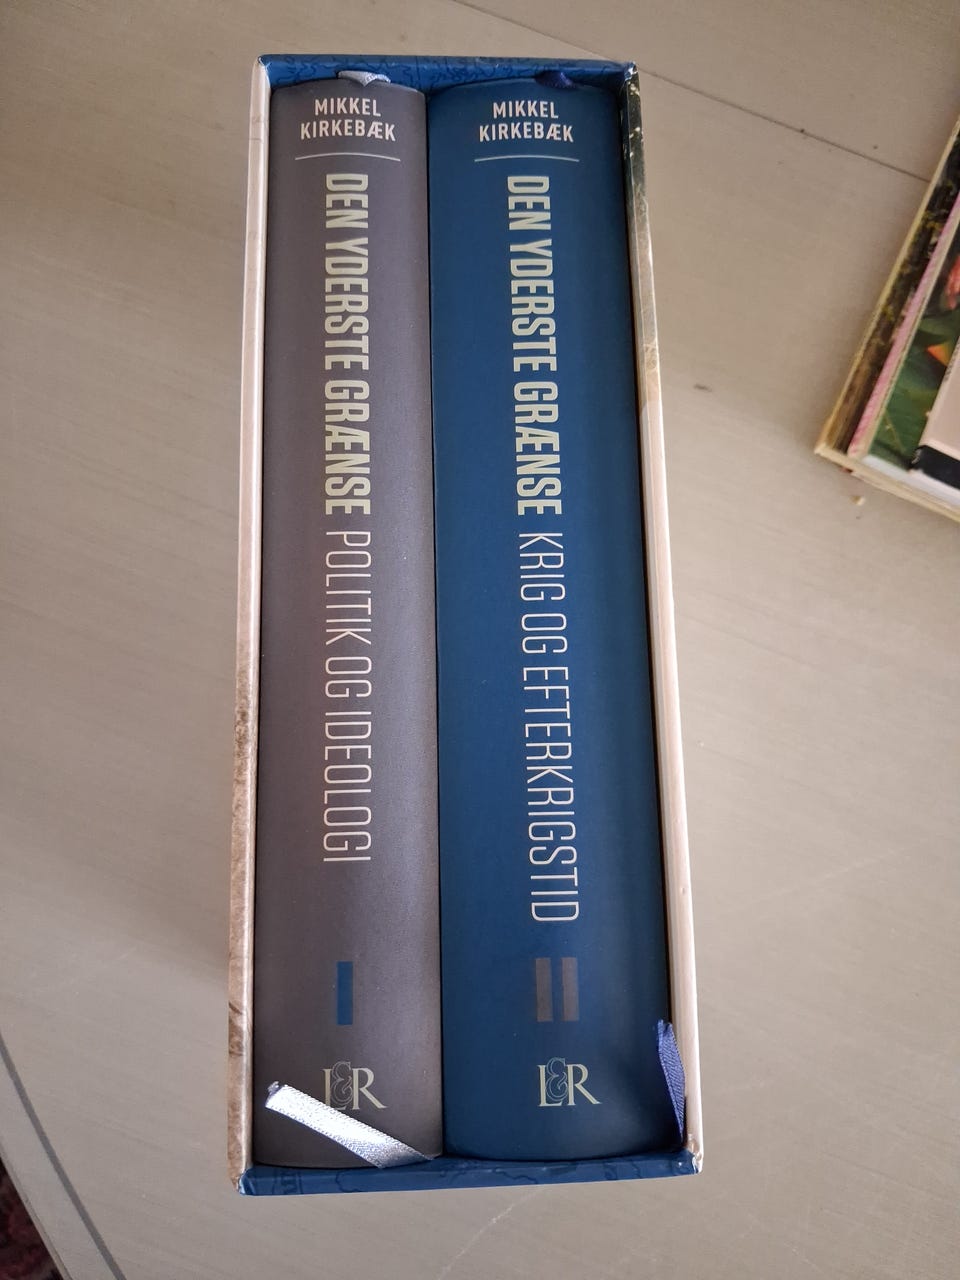 MIKKEL
KIRKEBÆK
DEN YDERSTE GRÆNSE POLITIK OG IDEOLOGI
I
L&R
MIKKEL
KIRKEBÆK
DEN YDERSTE GRÆNSE KRIG OG EFTERKRIGSTID
II
L&R